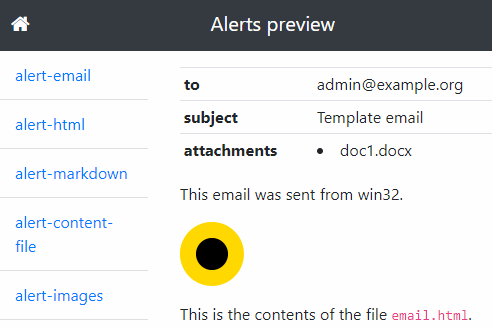 Alerts preview
alert-email
alert-html
alert-markdown
alert-content-
file
alert-images
to admin@example.org
subject Template email
attachments • doc1.docx
This email was sent from win32.
This is the contents of the file email.html.